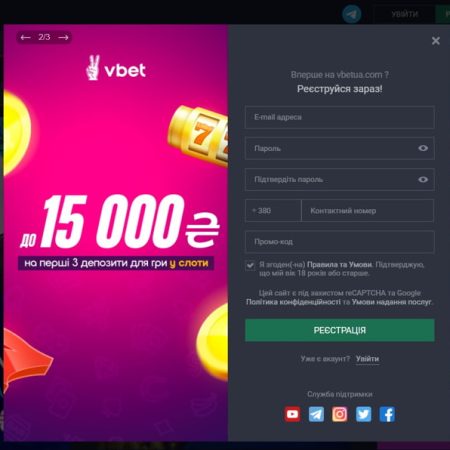 УВІЙТИ
2/3
vbet
777
ДО 15 000 ₴
на перші 3 депозити для гри у слоти
Вперше на vbetua.com ?
Реєструйся зараз!
E-mail адреса
Пароль
Підтвердіть пароль
+ 380
Контактний номер
Промо-код
Я згоден(-на) Правила та Умови. Підтверджую,
що мій вік 18 років або старше.
Цей сайт є під захистом reCAPTCHA та Google
Політика конфіденційності та Умови надання послуг.
РЕЄСТРАЦІЯ
Уже є акаунт? Увійти
Служба підтримки